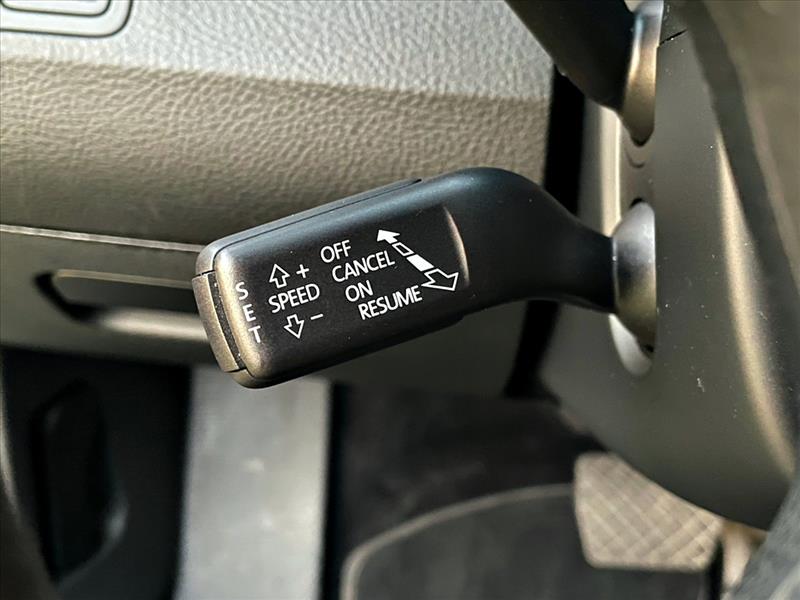 SET
SPEED
+
−
OFF
CANCEL
ON
RESUME